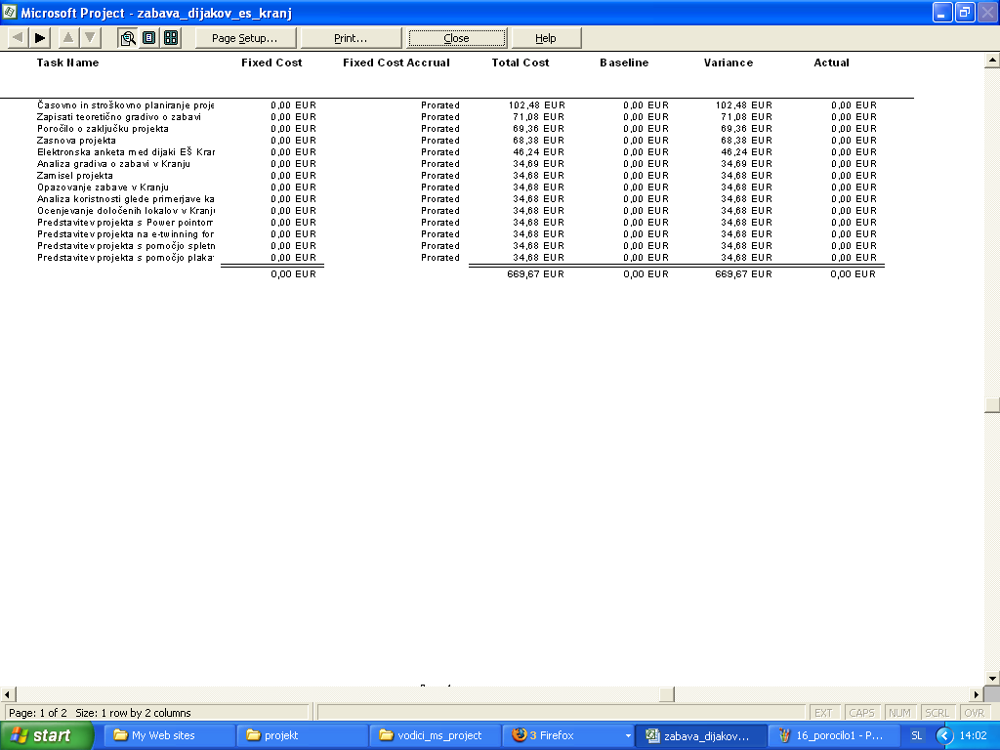 Microsoft Project - zabava_dijakov_es_kranj
Page Setup... Print... Close Help
Task Name Fixed Cost Fixed Cost Accrual Total Cost Baseline Variance Actual
Časovno in stroškovno planiranje proje 0,00 EUR Prorated 102,48 EUR 0,00 EUR 102,48 EUR 0,00 EUR
Zapisati teoretično gradivo o zabavi 0,00 EUR Prorated 71,08 EUR 0,00 EUR 71,08 EUR 0,00 EUR
Poročilo o zaključku projekta 0,00 EUR Prorated 69,36 EUR 0,00 EUR 69,36 EUR 0,00 EUR
Zasnova projekta 0,00 EUR Prorated 68,38 EUR 0,00 EUR 68,38 EUR 0,00 EUR
Elektronska anketa med dijaki EŠ Krar 0,00 EUR Prorated 46,24 EUR 0,00 EUR 46,24 EUR 0,00 EUR
Analiza gradiva o zabavi v Kranju 0,00 EUR Prorated 34,69 EUR 0,00 EUR 34,69 EUR 0,00 EUR
Zamisel projekta 0,00 EUR Prorated 34,68 EUR 0,00 EUR 34,68 EUR 0,00 EUR
Opazovanje zabave v Kranju 0,00 EUR Prorated 34,68 EUR 0,00 EUR 34,68 EUR 0,00 EUR
Analiza koristnosti glede primerjave ka 0,00 EUR Prorated 34,68 EUR 0,00 EUR 34,68 EUR 0,00 EUR
Ocenjevanje določenih lokalov v Kranju 0,00 EUR Prorated 34,68 EUR 0,00 EUR 34,68 EUR 0,00 EUR
Predstavitev projekta s Power pointom 0,00 EUR Prorated 34,68 EUR 0,00 EUR 34,68 EUR 0,00 EUR
Predstavitev projekta na e-twinning for 0,00 EUR Prorated 34,68 EUR 0,00 EUR 34,68 EUR 0,00 EUR
Predstavitev projekta s pomočjo spletn 0,00 EUR Prorated 34,68 EUR 0,00 EUR 34,68 EUR 0,00 EUR
Predstavitev projekta s pomočjo plaka 0,00 EUR Prorated 34,68 EUR 0,00 EUR 34,68 EUR 0,00 EUR
0,00 EUR 669,67 EUR 0,00 EUR 669,67 EUR 0,00 EUR
Page: 1 of 2 Size: 1 row by 2 columns EXT CAPS NUM SCRL OVR
start My Web sites projekt vodici_ms_project 3 Firefox zabava_dijakov... 16_porocilo1 - P... SL 14:02